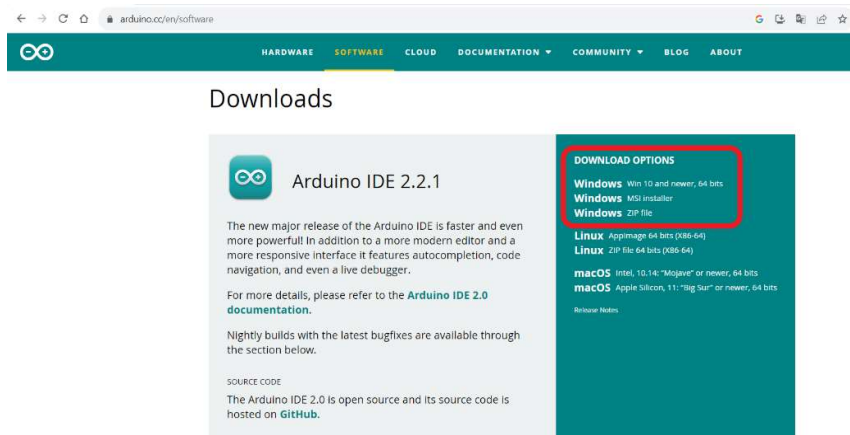 arduino.cc/en/software
HARDWARE SOFTWARE CLOUD DOCUMENTATION COMMUNITY BLOG ABOUT
Downloads
Arduino IDE 2.2.1
The new major release of the Arduino IDE is faster and even
more powerful! In addition to a more modern editor and a
more responsive interface it features autocompletion, code
navigation, and even a live debugger.
For more details, please refer to the Arduino IDE 2.0
documentation.
Nightly builds with the latest bugfixes are available through
the section below.
SOURCE CODE
The Arduino IDE 2.0 is open source and its source code is
hosted on GitHub.
DOWNLOAD OPTIONS
Windows Win 10 and newer, 64 bits
Windows MSI installer
Windows ZIP file
Linux AppImage 64 bits (X86-64)
Linux ZIP file 64 bits (X86-64)
macOS Intel, 10.14: "Mojave" or newer, 64 bits
macOS Apple Silicon, 11: "Big Sur" or newer, 64 bits
Release Notes